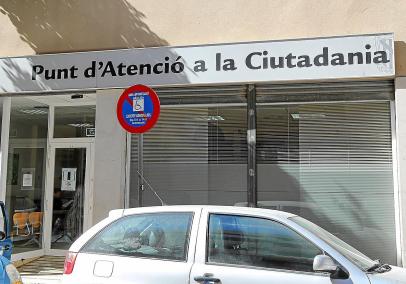 Punt d'Atenció a la Ciutadania